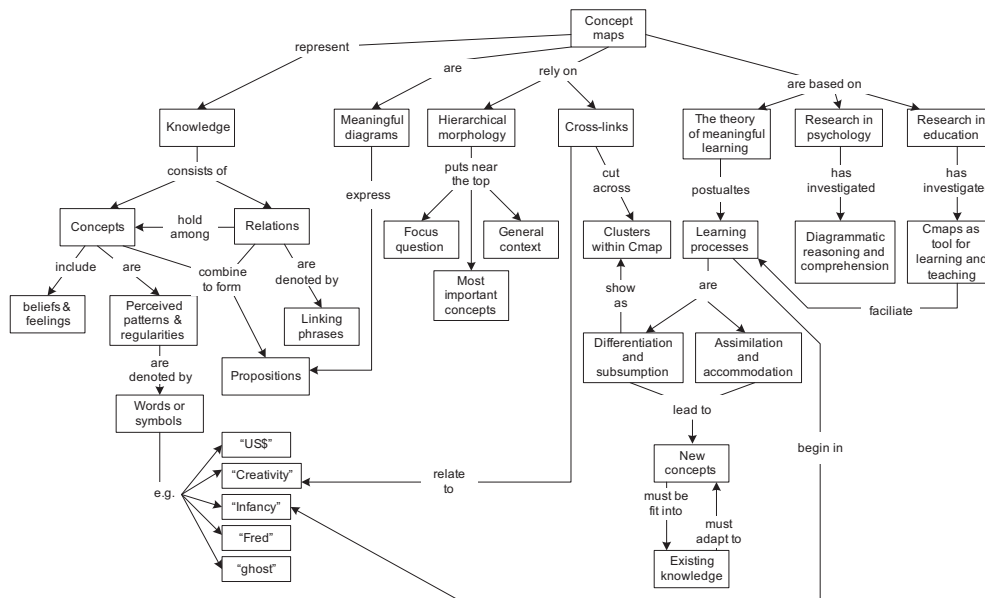 Concept
maps
represent
are
rely on
are based on
Knowledge
Meaningful
diagrams
Hierarchical
morphology
Cross-links
The theory
of meaningful
learning
Research in
psychology
Research in
education
consists of
express
puts near
the top
cut
across
postualtes
has
investigated
has
investigated
Concepts
hold
among
Relations
Focus
question
General
context
Clusters
within Cmap
Learning
processes
Diagrammatic
reasoning and
comprehension
Cmaps as
tool for
learning and
teaching
include
are
combine
to form
are
denoted by
Most
important
concepts
show
as
are
faciliate
beliefs &
feelings
Perceived
patterns &
regularities
Linking
phrases
Propositions
Differentiation
and
subsumption
Assimilation
and
accommodation
are
denoted by
Words or
symbols
lead to
begin in
e.g.
“US$”
“Creativity”
“Infancy”
“Fred”
“ghost”
relate
to
New
concepts
must be
fit into
must
adapt to
Existing
knowledge